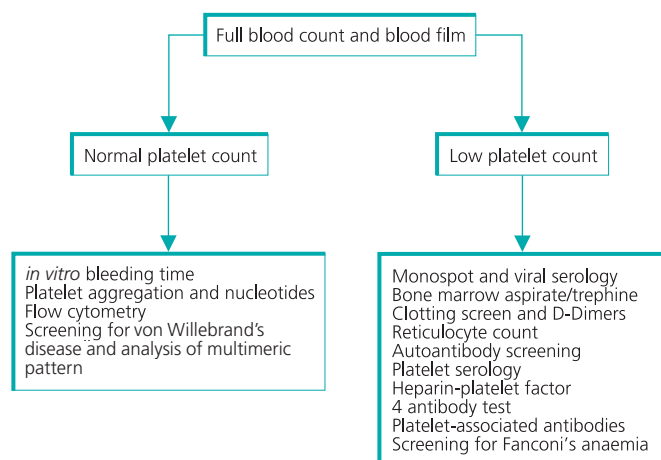 Full blood count and blood film
Normal platelet count
Low platelet count
in vitro bleeding time
Platelet aggregation and nucleotides
Flow cytometry
Screening for von Willebrand's
disease and analysis of multimeric
pattern
Monospot and viral serology
Bone marrow aspirate/trephine
Clotting screen and D-Dimers
Reticulocyte count
Autoantibody screening
Platelet serology
Heparin-platelet factor
4 antibody test
Platelet-associated antibodies
Screening for Fanconi's anaemia